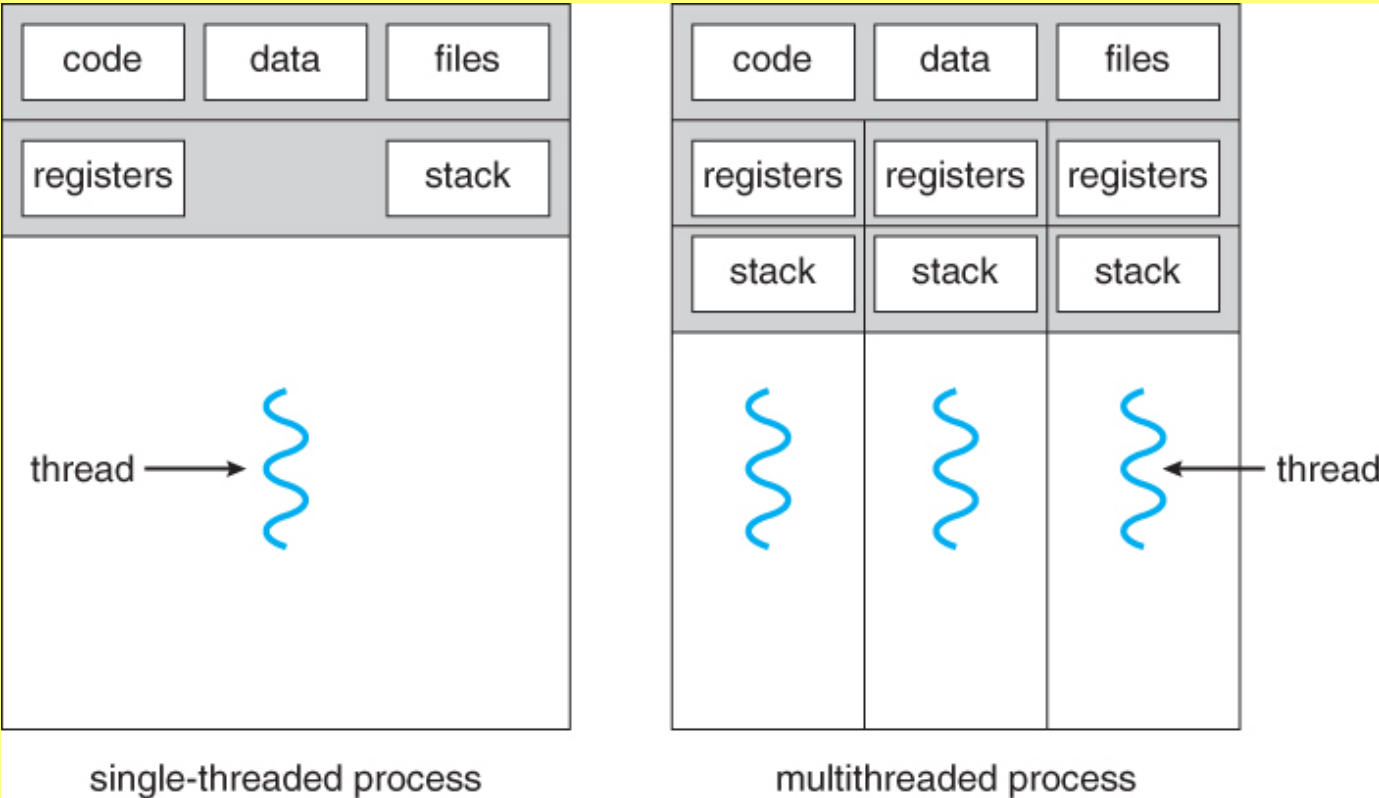 code data files code data files
registers stack registers registers registers
stack stack stack
thread thread
single-threaded process multithreaded process